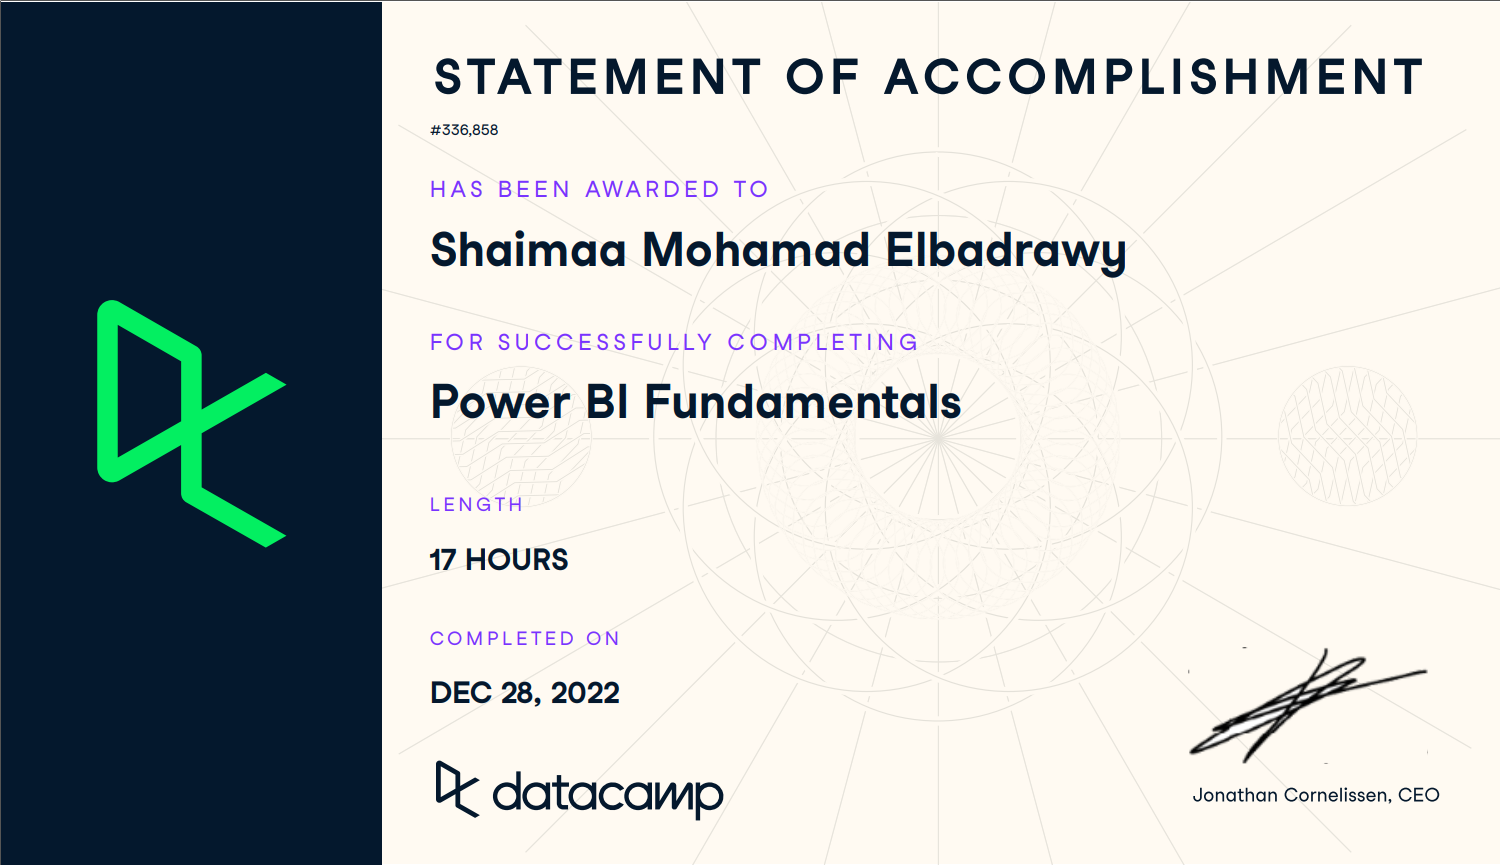 STATEMENT OF ACCOMPLISHMENT
#336,858
HAS BEEN AWARDED TO
Shaimaa Mohamad Elbadrawy
FOR SUCCESSFULLY COMPLETING
Power BI Fundamentals
LENGTH
17 HOURS
COMPLETED ON
DEC 28, 2022
datacamp
Jonathan Cornelissen, CEO